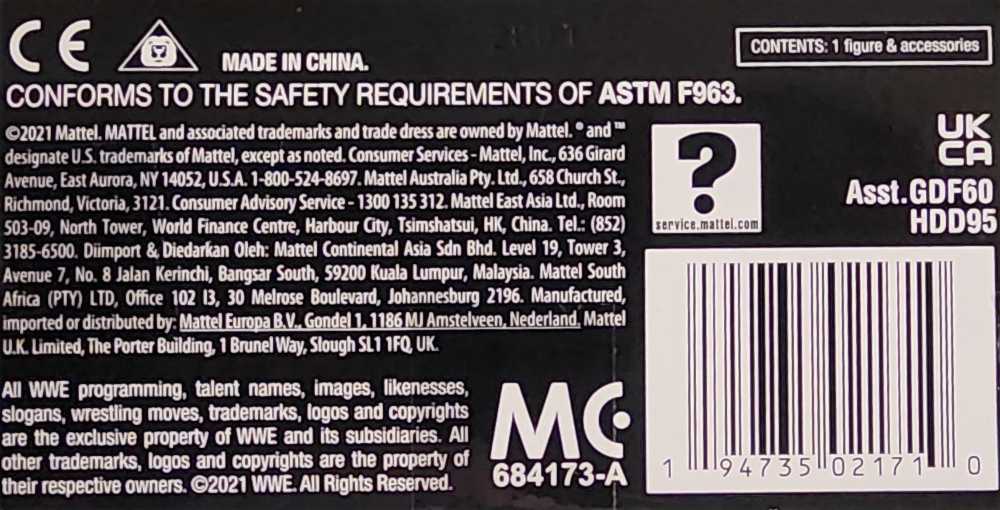 CE
MADE IN CHINA.
CONTENTS: 1 figure & accessories
CONFORMS TO THE SAFETY REQUIREMENTS OF ASTM F963.
©2021 Mattel. MATTEL and associated trademarks and trade dress are owned by Mattel. ® and ™
designate U.S. trademarks of Mattel, except as noted. Consumer Services - Mattel, Inc., 636 Girard
Avenue, East Aurora, NY 14052, U.S.A. 1-800-524-8697. Mattel Australia Pty. Ltd., 658 Church St.,
Richmond, Victoria, 3121. Consumer Advisory Service - 1300 135 312. Mattel East Asia Ltd., Room
503-09, North Tower, World Finance Centre, Harbour City, Tsimshatsui, HK, China. Tel.: (852)
3185-6500. Diimport & Diedarkan Oleh: Mattel Continental Asia Sdn Bhd. Level 19, Tower 3,
Avenue 7, No. 8 Jalan Kerinchi, Bangsar South, 59200 Kuala Lumpur, Malaysia. Mattel South
Africa (PTY) LTD, Office 102 I3, 30 Melrose Boulevard, Johannesburg 2196. Manufactured,
imported or distributed by: Mattel Europa B.V., Gondel 1, 1186 MJ Amstelveen, Nederland. Mattel
U.K. Limited, The Porter Building, 1 Brunel Way, Slough SL1 1FQ, UK.
?
service.mattel.com
UK
CA
Asst.GDF60
HDD95
All WWE programming, talent names, images, likenesses,
slogans, wrestling moves, trademarks, logos and copyrights
are the exclusive property of WWE and its subsidiaries. All
other trademarks, logos and copyrights are the property of
their respective owners. ©2021 WWE. All Rights Reserved.
MC
684173-A
1 94735 02171 0